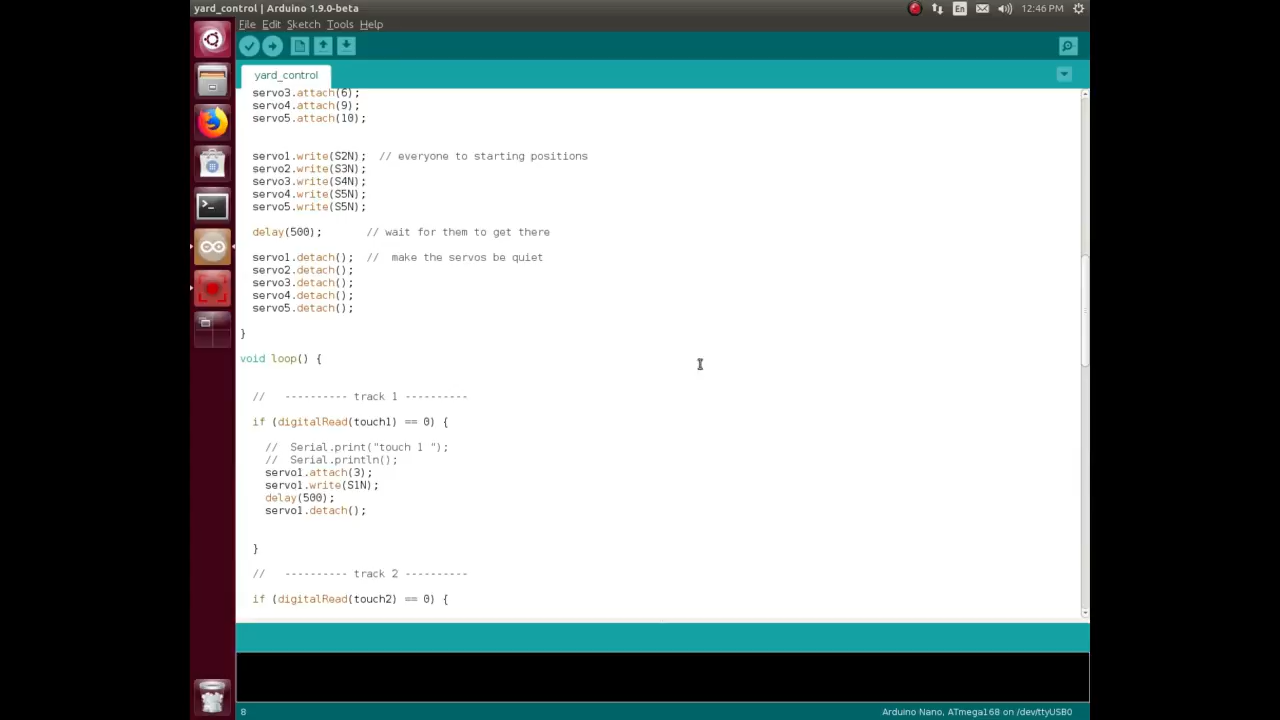 yard_control | Arduino 1.9.0-beta
En
12:46 PM
File Edit Sketch Tools Help
yard_control
servo3.attach(6);
servo4.attach(9);
servo5.attach(10);
servo1.write(S2N);  // everyone to starting positions
servo2.write(S3N);
servo3.write(S4N);
servo4.write(S5N);
servo5.write(S5N);
delay(500);       // wait for them to get there
servo1.detach();  //  make the servos be quiet
servo2.detach();
servo3.detach();
servo4.detach();
servo5.detach();
}
void loop() {
//   ---------- track 1 ----------
if (digitalRead(touch1) == 0) {
//  Serial.print("touch 1 ");
//  Serial.println();
servo1.attach(3);
servo1.write(S1N);
delay(500);
servo1.detach();
}
//   ---------- track 2 ----------
if (digitalRead(touch2) == 0) {
8
Arduino Nano, ATmega168 on /dev/ttyUSB0